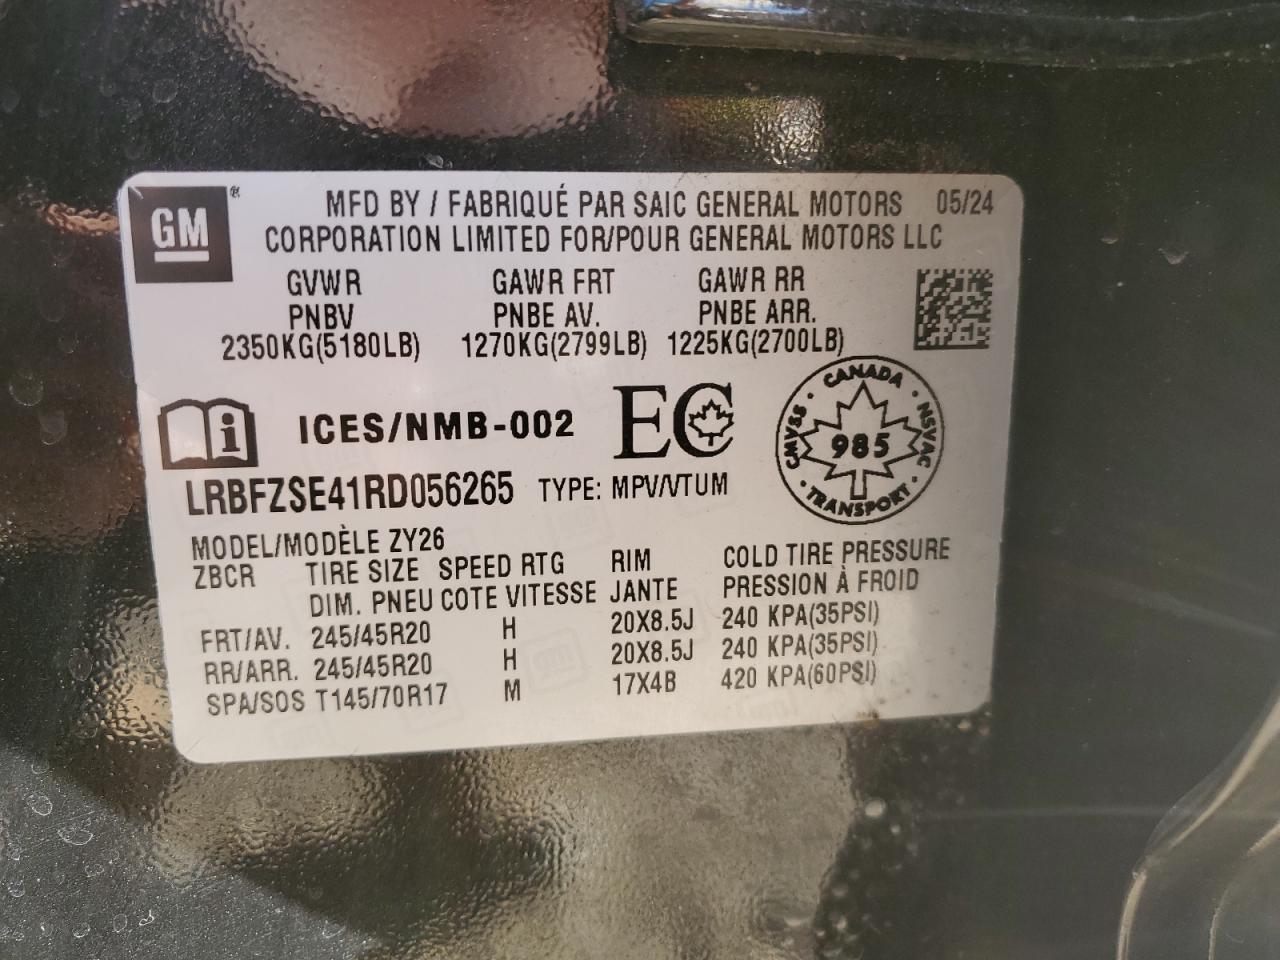 GM
MFD BY / FABRIQUÉ PAR SAIC GENERAL MOTORS 05/24
CORPORATION LIMITED FOR/POUR GENERAL MOTORS LLC
GVWR GAWR FRT GAWR RR
PNBV PNBE AV. PNBE ARR.
2350KG(5180LB) 1270KG(2799LB) 1225KG(2700LB)
ICES/NMB-002 EC
CANADA
CMVSS 985 NSVAC
TRANSPORT
LRBFZSE41RD056265 TYPE: MPV/VTUM
MODEL/MODÈLE ZY26
ZBCR TIRE SIZE SPEED RTG RIM COLD TIRE PRESSURE
DIM. PNEU COTE VITESSE JANTE PRESSION À FROID
FRT/AV. 245/45R20 H 20X8.5J 240 KPA(35PSI)
RR/ARR. 245/45R20 H 20X8.5J 240 KPA(35PSI)
SPA/SOS T145/70R17 M 17X4B 420 KPA(60PSI)